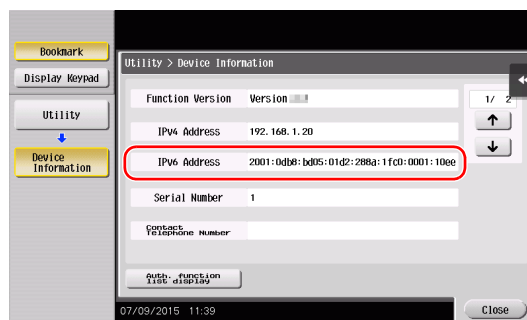 Bookmark
Display Keypad
Utility
Device
Information
Utility > Device Information
Function Version Version
1/ 2
IPv4 Address 192.168.1.20
IPv6 Address 2001:0db8:bd05:01d2:288a:1fc0:0001:10ee
Serial Number 1
Contact
Telephone Number
Auth. function
list display
07/09/2015 11:39
Close